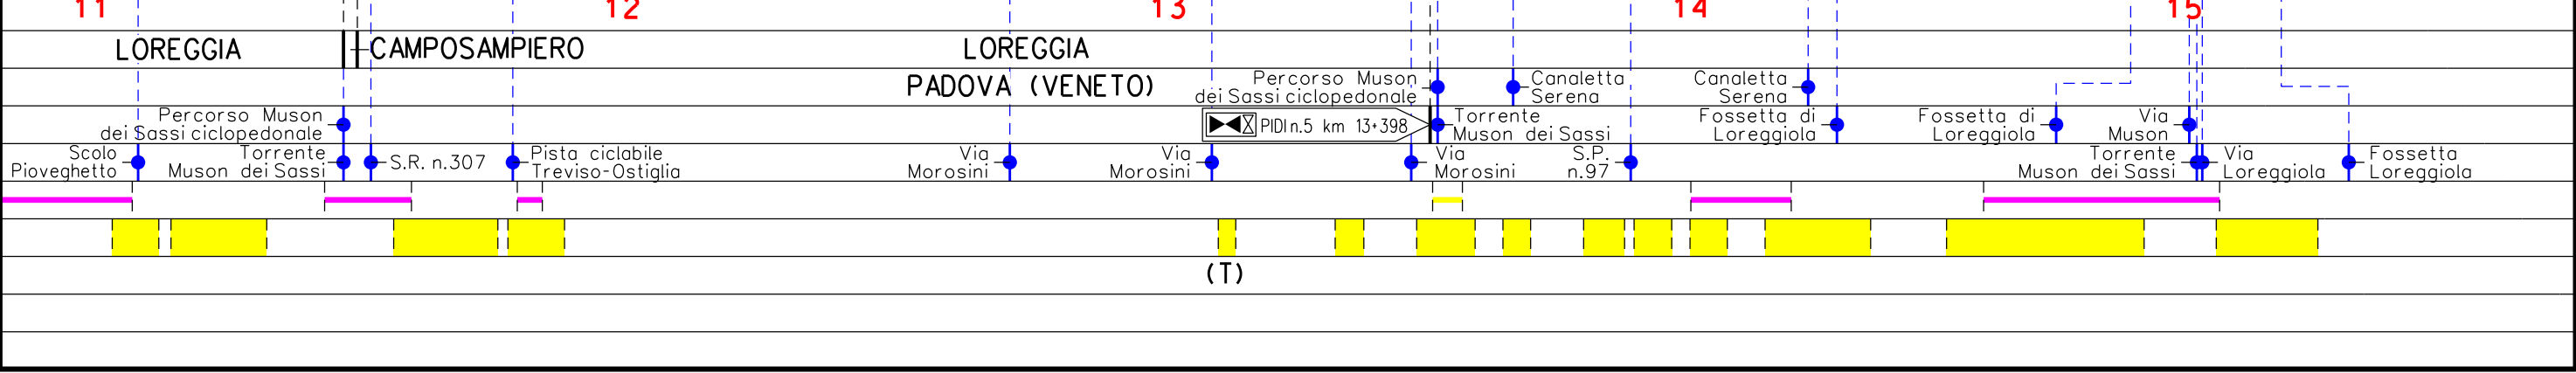 11 12 13 14 15
LOREGGIA CAMPOSAMPIERO LOREGGIA
PADOVA (VENETO)
Percorso Muson
dei Sassi ciclopedonale
Canaletta
Serena
Canaletta
Serena
Percorso Muson
dei Sassi ciclopedonale
PIDI n.5 km 13+398
Torrente
Muson dei Sassi
Fossetta di
Loreggiola
Fossetta di
Loreggiola
Via
Muson
Scolo
Pioveghetto
Torrente
Muson dei Sassi
S.R. n.307
Pista ciclabile
Treviso-Ostiglia
Via
Morosini
Via
Morosini
Via
Morosini
S.P.
n.97
Torrente
Muson dei Sassi
Via
Loreggiola
Fossetta
Loreggiola
(T)